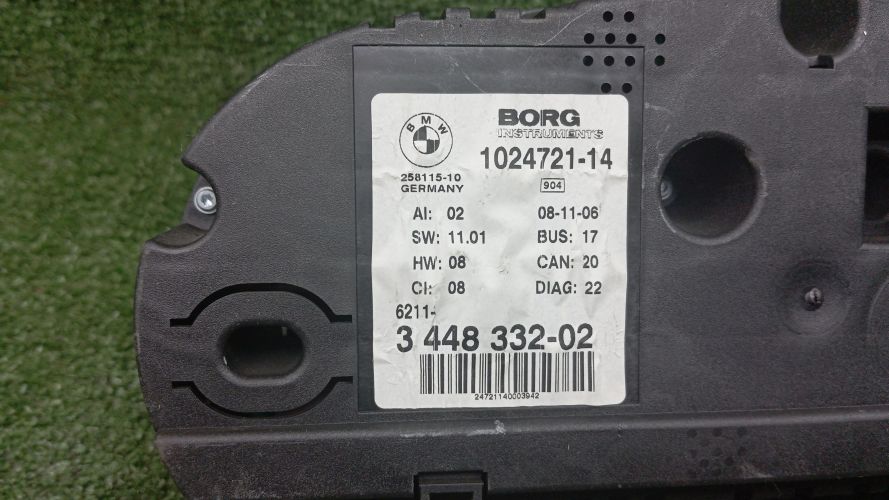 BMW
BORG
INSTRUMENTS
1024721-14
258115-10
GERMANY
904
AI: 02 08-11-06
SW: 11.01 BUS: 17
HW: 08 CAN: 20
CI: 08 DIAG: 22
6211-
3 448 332-02
24721140003942